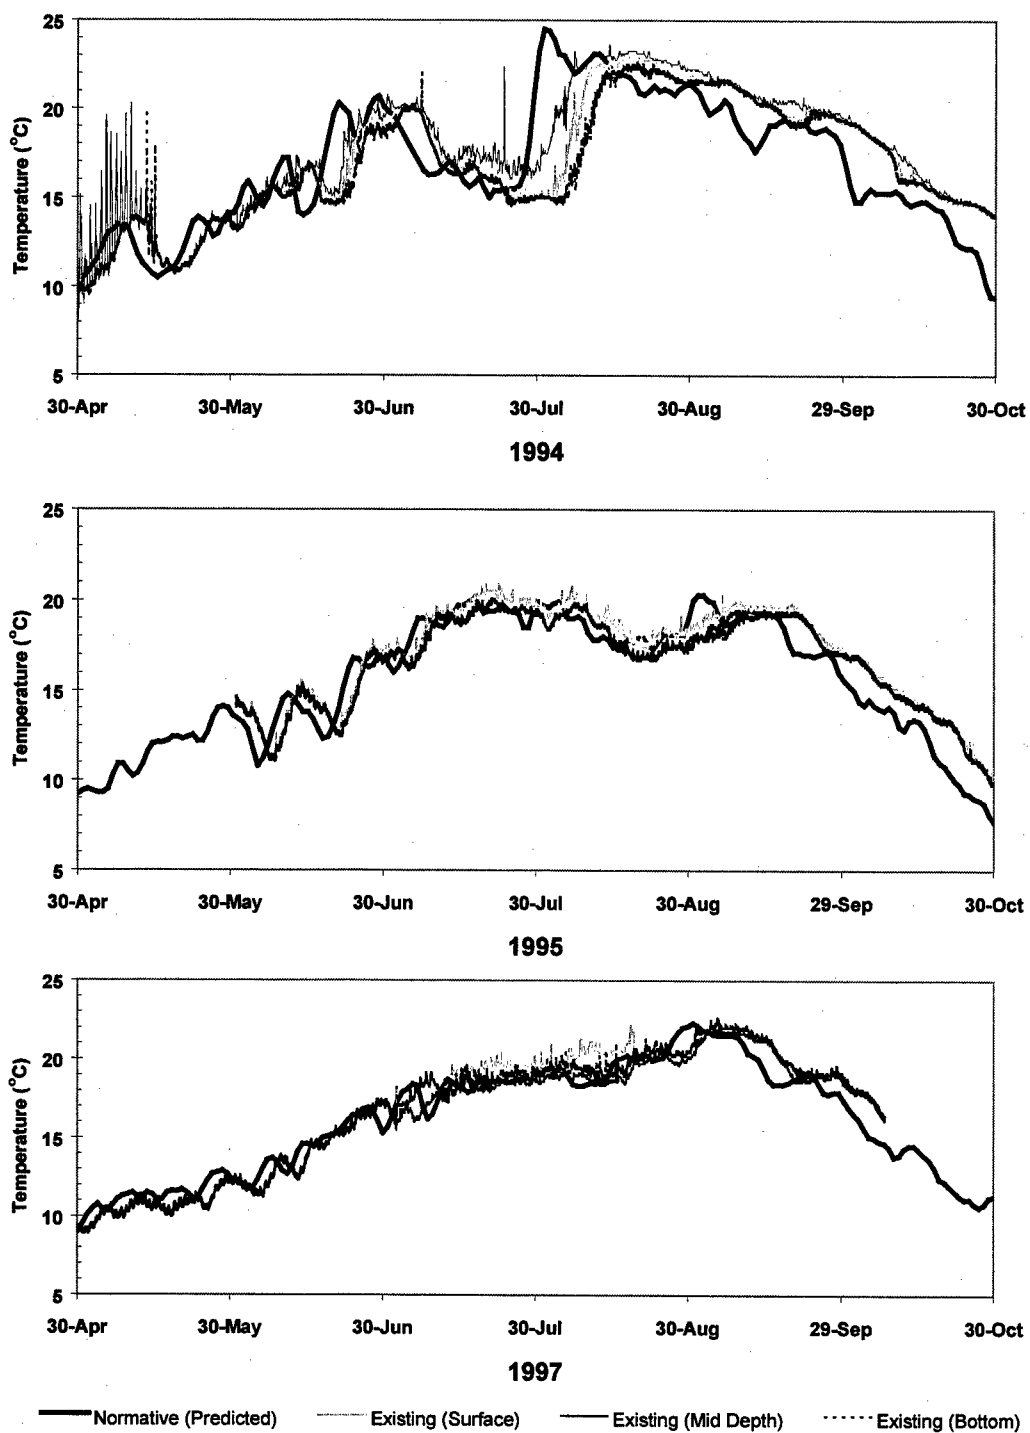 25
20
15
10
5
Temperature (°C)
30-Apr 30-May 30-Jun 30-Jul 30-Aug 29-Sep 30-Oct
1994
25
20
15
10
5
Temperature (°C)
30-Apr 30-May 30-Jun 30-Jul 30-Aug 29-Sep 30-Oct
1995
25
20
15
10
5
Temperature (°C)
30-Apr 30-May 30-Jun 30-Jul 30-Aug 29-Sep 30-Oct
1997
Normative (Predicted) Existing (Surface) Existing (Mid Depth) Existing (Bottom)